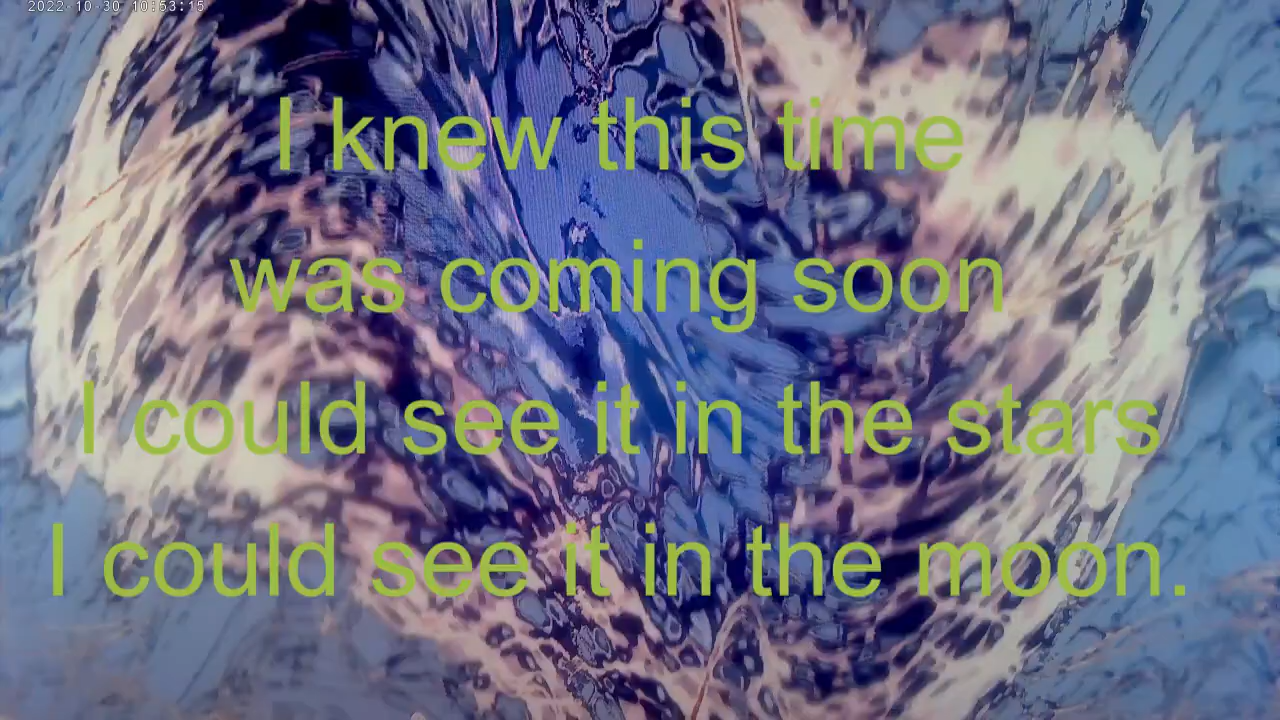 2022-10-30 10:53:15
I knew this time
was coming soon
I could see it in the stars
I could see it in the moon.